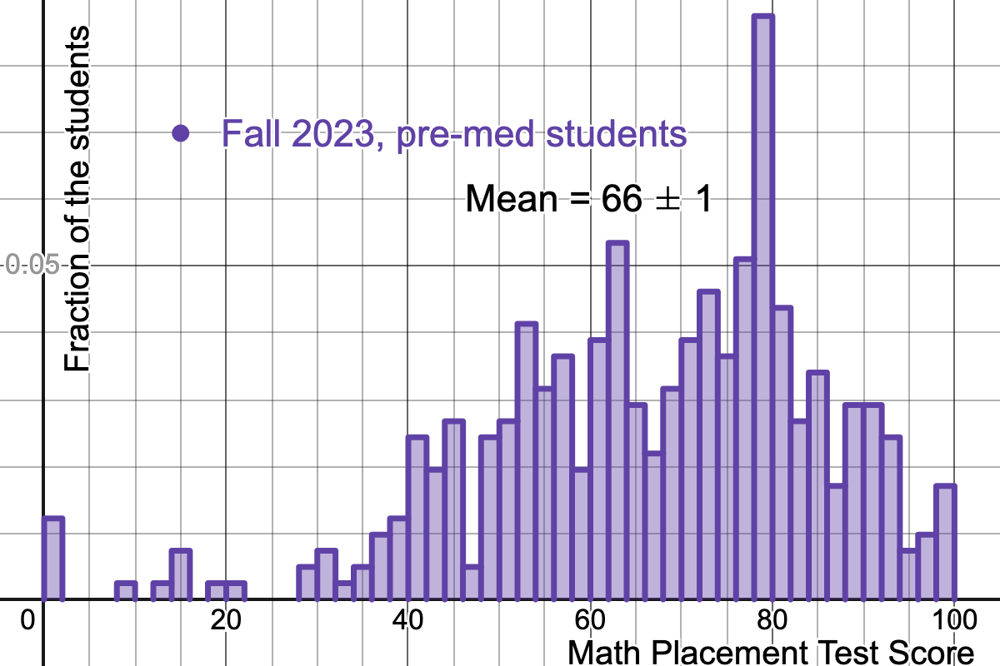 Fraction of the students
Fall 2023, pre-med students
Mean = 66 ± 1
0.05
0 20 40 60 80 100
Math Placement Test Score